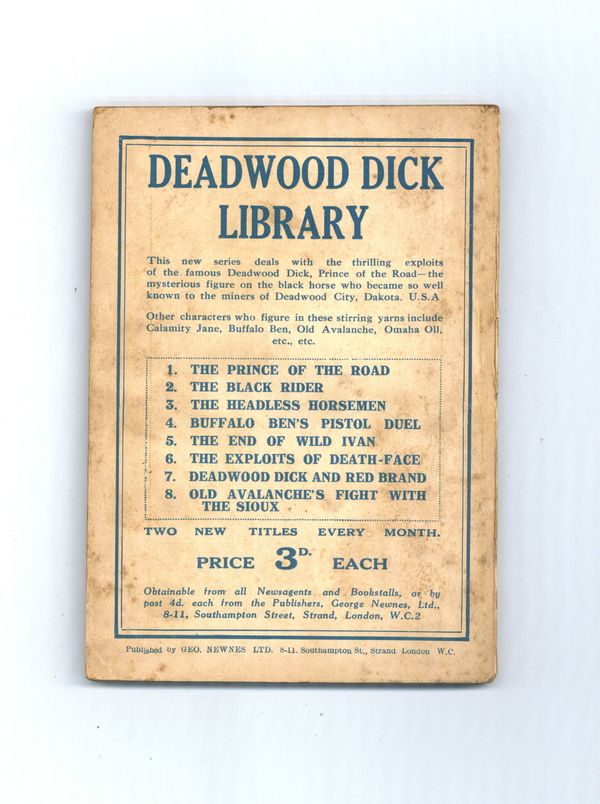 DEADWOOD DICK
LIBRARY
This new series deals with the thrilling exploits
of the famous Deadwood Dick, Prince of the Road—the
mysterious figure on the black horse who became so well
known to the miners of Deadwood City, Dakota. U.S.A
Other characters who figure in these stirring yarns include
Calamity Jane, Buffalo Ben, Old Avalanche, Omaha Oll.
etc., etc.
1. THE PRINCE OF THE ROAD
2. THE BLACK RIDER
3. THE HEADLESS HORSEMEN
4. BUFFALO BEN'S PISTOL DUEL
5. THE END OF WILD IVAN
6. THE EXPLOITS OF DEATH-FACE
7. DEADWOOD DICK AND RED BRAND
8. OLD AVALANCHE'S FIGHT WITH
THE SIOUX
TWO NEW TITLES EVERY MONTH.
PRICE 3D. EACH
Obtainable from all Newsagents and Bookstalls, or by
post 4d. each from the Publishers, George Newnes, Ltd.,
8-11, Southampton Street, Strand, London, W.C.2
Published by GEO. NEWNES LTD. 8-11. Southampton St., Strand London W.C.